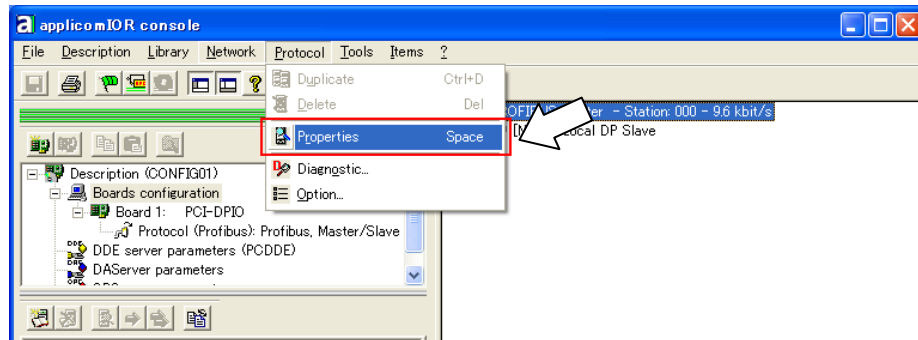 applicomIOR console
File Description Library Network Protocol Tools Items ?
Duplicate Ctrl+D
Delete Del
Properties Space
Diagnostic...
Option...
er - Station: 000 - 9.6 kbit/s
ocal DP Slave
Description (CONFIG01)
Boards configuration
Board 1: PCI-DPIO
Protocol (Profibus): Profibus, Master/Slave
DDE server parameters (PCDDE)
DAServer parameters